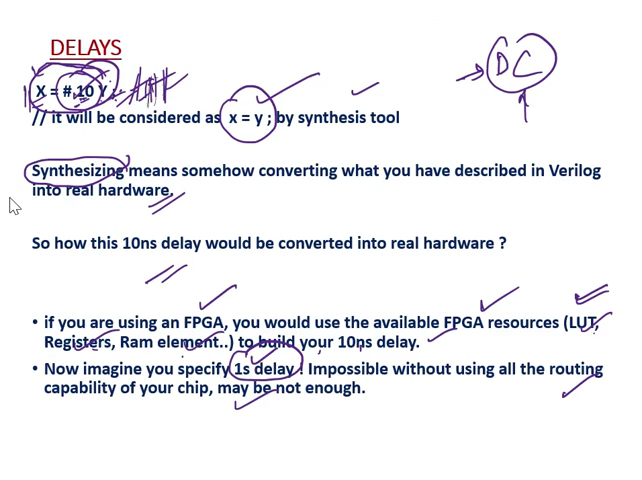 DELAYS
DC
X = #.10 Y ;
// it will be considered as x = y ; by synthesis tool
Synthesizing means somehow converting what you have described in Verilog
into real hardware.
So how this 10ns delay would be converted into real hardware ?
• if you are using an FPGA, you would use the available FPGA resources (LUT,
Registers, Ram element..) to build your 10ns delay.
• Now imagine you specify 1s delay ! Impossible without using all the routing
capability of your chip, may be not enough.